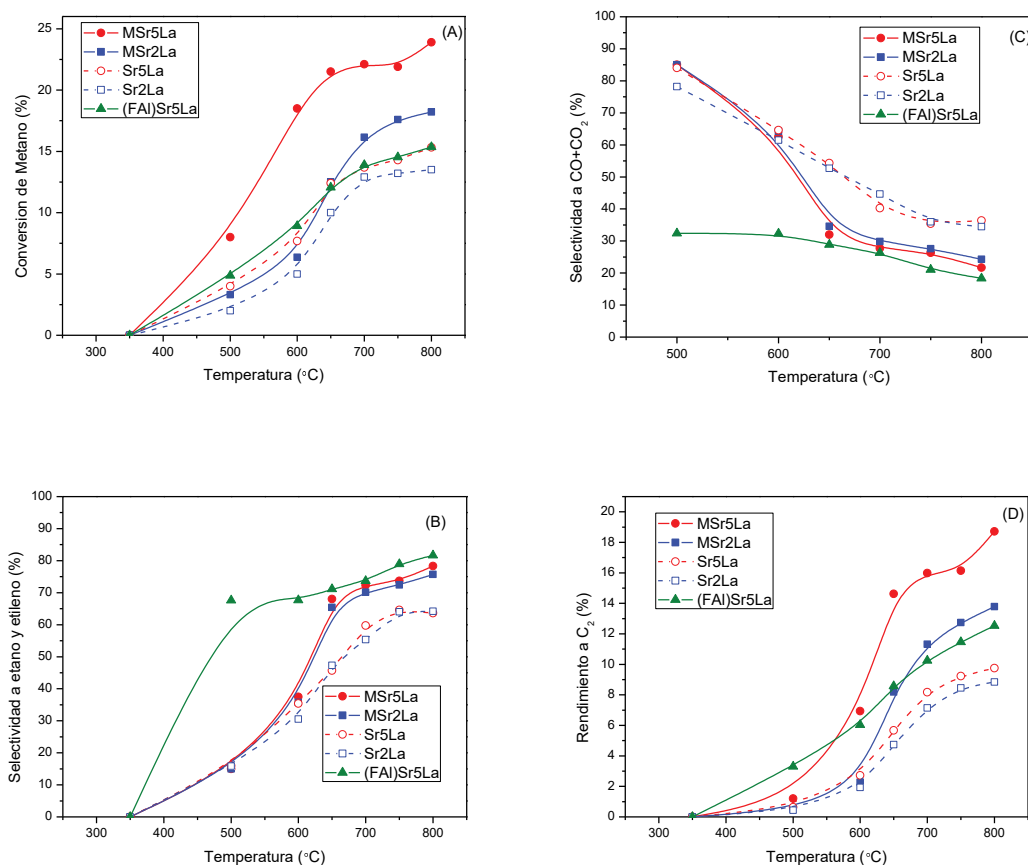 (A)
MSr5La
MSr2La
Sr5La
Sr2La
(FAl)Sr5La
Conversion de Metano (%)
25
20
15
10
5
0
300 400 500 600 700 800
Temperatura (°C)
(C)
MSr5La
MSr2La
Sr5La
Sr2La
(FAl)Sr5La
Selectividad a CO+CO2 (%)
100
90
80
70
60
50
40
30
20
10
0
500 600 700 800
Temperatura (°C)
(B)
MSr5La
MSr2La
Sr5La
Sr2La
(FAl)Sr5La
Selectividad a etano y etileno (%)
100
90
80
70
60
50
40
30
20
10
0
300 400 500 600 700 800
Temperatura (°C)
(D)
MSr5La
MSr2La
Sr5La
Sr2La
(FAl)Sr5La
Rendimiento a C2 (%)
20
18
16
14
12
10
8
6
4
2
0
300 400 500 600 700 800
Temperatura (°C)